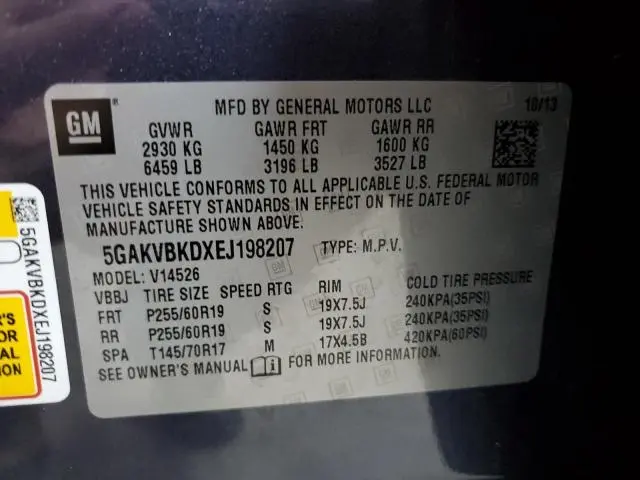 GM
MFD BY GENERAL MOTORS LLC 10/13
GVWR GAWR FRT GAWR RR
2930 KG 1450 KG 1600 KG
6459 LB 3196 LB 3527 LB
THIS VEHICLE CONFORMS TO ALL APPLICABLE U.S. FEDERAL MOTOR
VEHICLE SAFETY STANDARDS IN EFFECT ON THE DATE OF
MANUFACTURE SHOWN ABOVE.
5GAKVBKDXEJ198207 TYPE: M.P.V.
MODEL: V14526
VBBJ TIRE SIZE SPEED RTG RIM COLD TIRE PRESSURE
FRT P255/60R19 S 19X7.5J 240KPA(35PSI)
RR P255/60R19 S 19X7.5J 240KPA(35PSI)
SPA T145/70R17 M 17X4.5B 420KPA(60PSI)
SEE OWNER'S MANUAL FOR MORE INFORMATION.
5GAKVBKDXEJ198207
R'S
OR
AL
ION